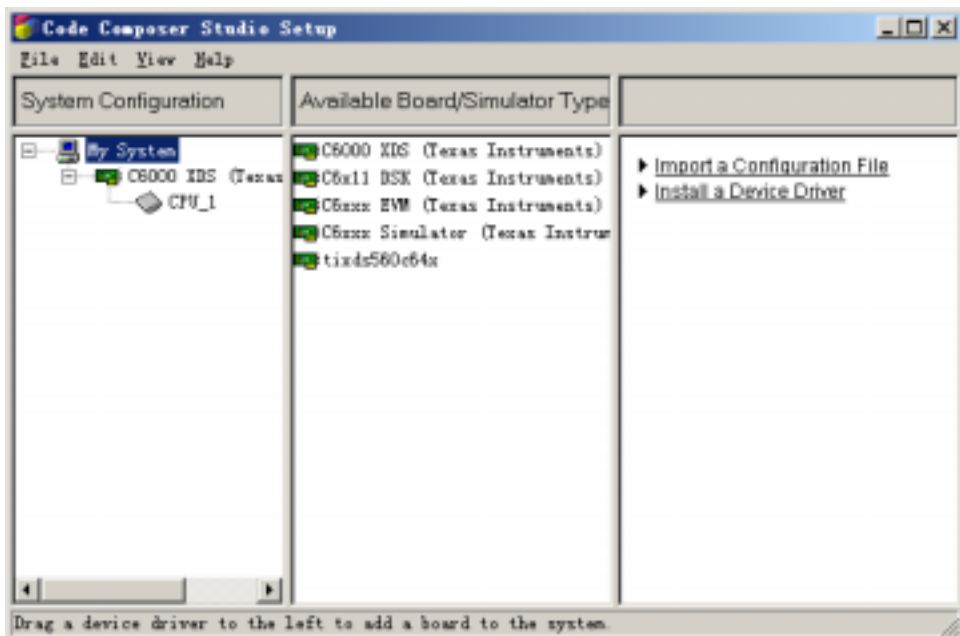 Code Composer Studio Setup
File Edit View Help
System Configuration
Available Board/Simulator Type
My System
C6000 XDS (Texas
CPU_1
C6000 XDS (Texas Instruments)
C6x11 DSK (Texas Instruments)
C6xxx EVM (Texas Instruments)
C6xxx Simulator (Texas Instrum
tixds560c64x
Import a Configuration File
Install a Device Driver
Drag a device driver to the left to add a board to the system.